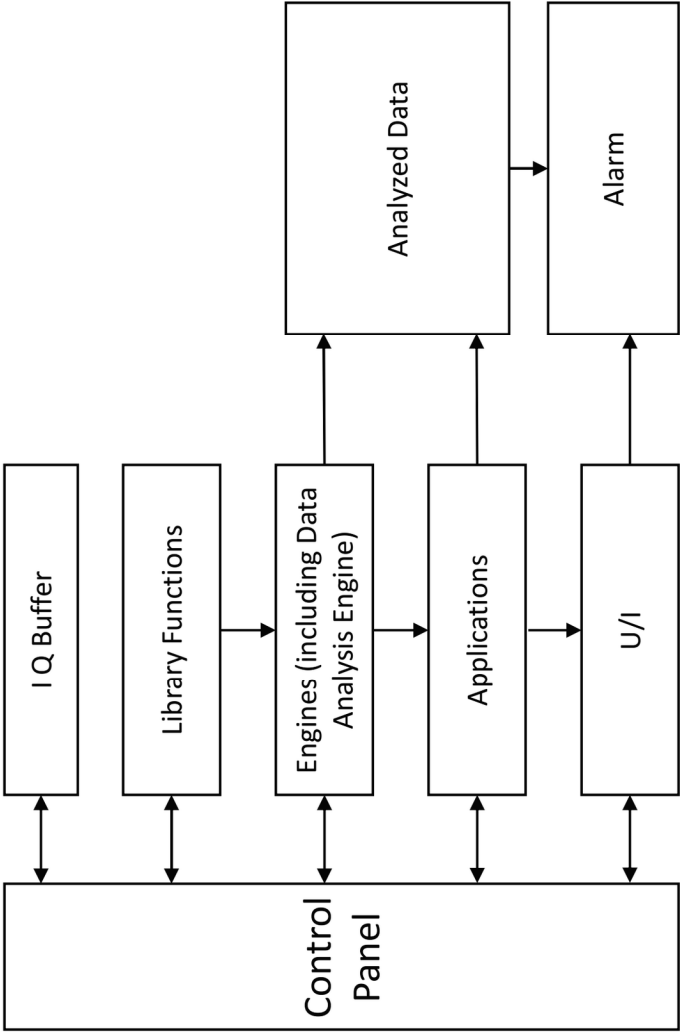 Control
Panel
I Q Buffer
Library Functions
Engines (including Data
Analysis Engine)
Applications
U/I
Analyzed Data
Alarm